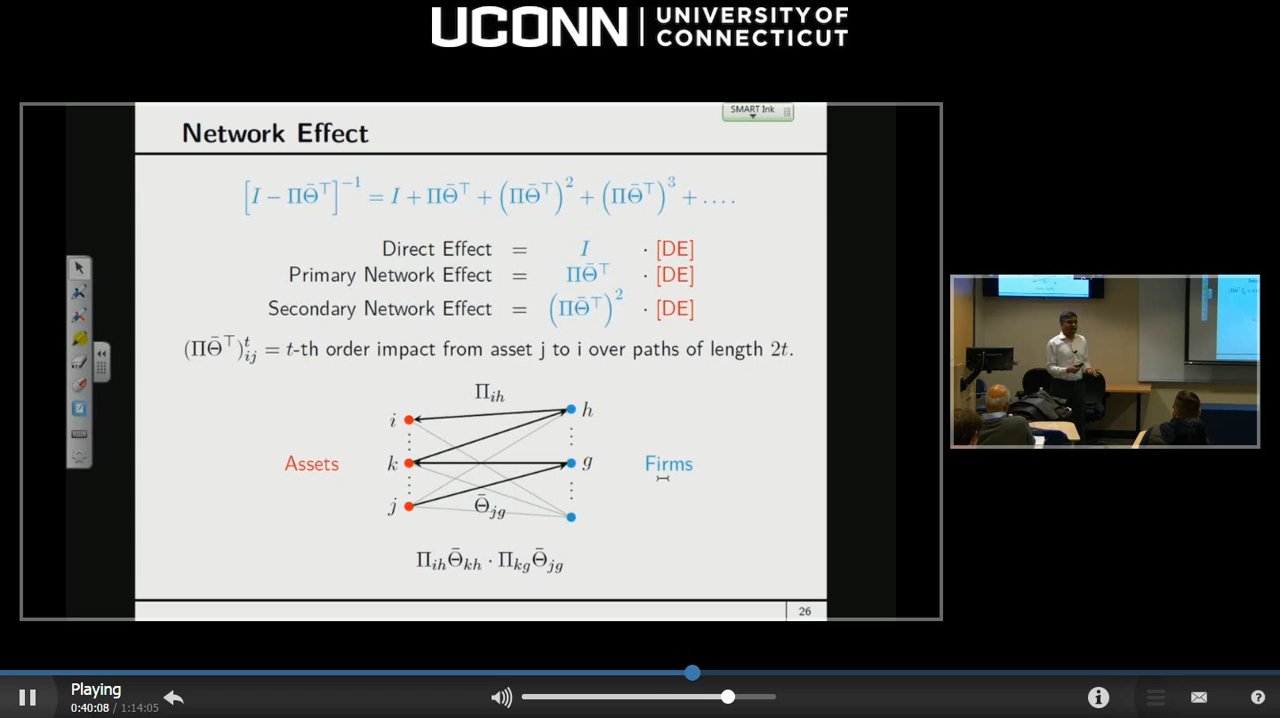 UCONN | UNIVERSITY OF CONNECTICUT
SMART Ink
Network Effect
[I − ΠΘ̄⊤]⁻¹ = I + ΠΘ̄⊤ + (ΠΘ̄⊤)² + (ΠΘ̄⊤)³ + ....
Direct Effect = I · [DE]
Primary Network Effect = ΠΘ̄⊤ · [DE]
Secondary Network Effect = (ΠΘ̄⊤)² · [DE]
(ΠΘ̄⊤)ᵗᵢⱼ = t-th order impact from asset j to i over paths of length 2t.
Π_ih
i h
Assets k g Firms
j Θ̄_jg
Π_ihΘ̄_kh · Π_kgΘ̄_jg
26
Playing
0:40:08 / 1:14:05